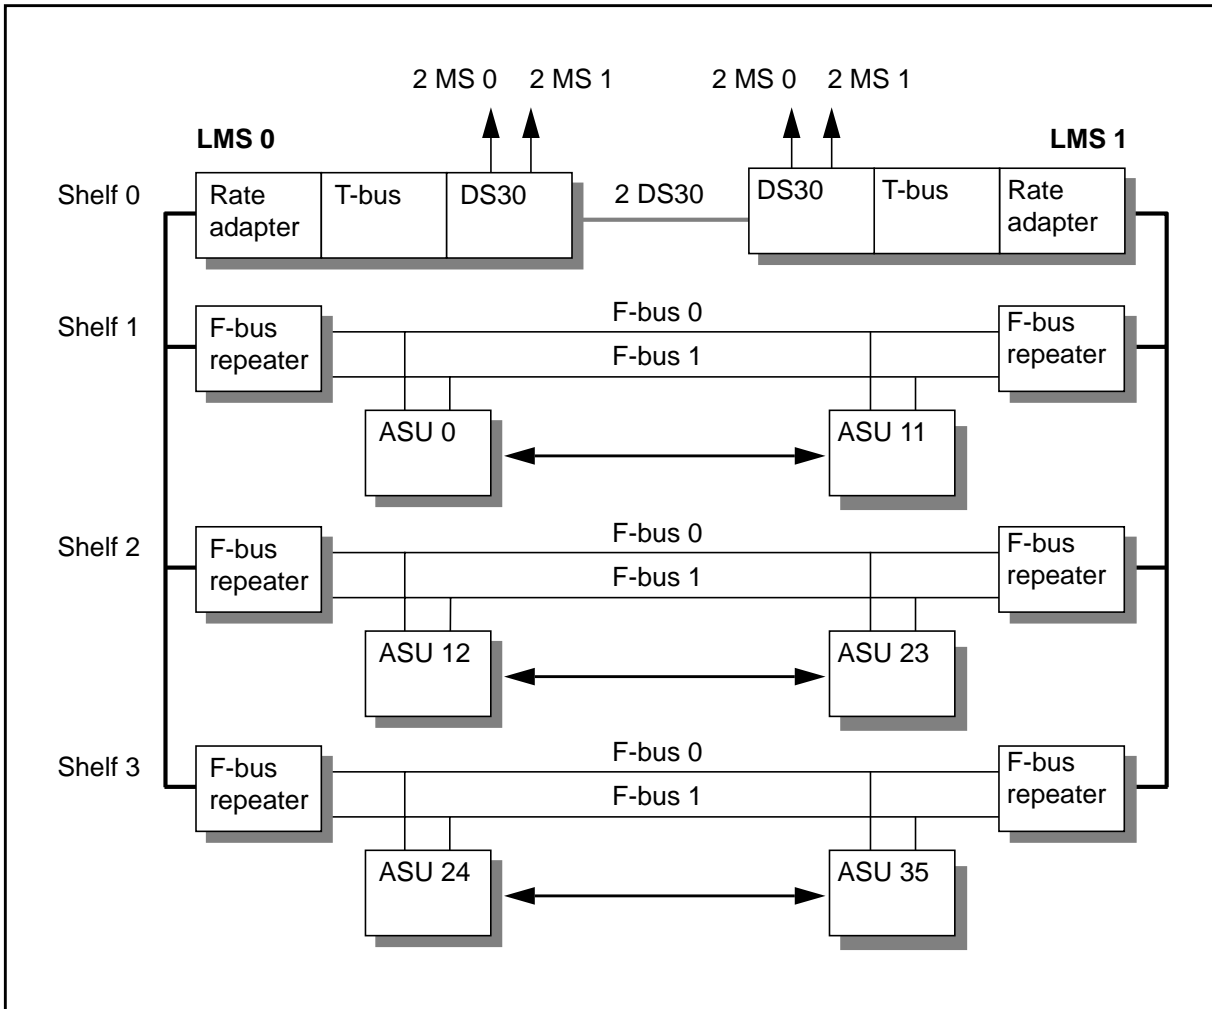 2 MS 0 2 MS 1 2 MS 0 2 MS 1
LMS 0 LMS 1
Shelf 0
Rate
adapter
T-bus
DS30
2 DS30
DS30
T-bus
Rate
adapter
Shelf 1
F-bus
repeater
F-bus 0
F-bus 1
F-bus
repeater
ASU 0
ASU 11
Shelf 2
F-bus
repeater
F-bus 0
F-bus 1
F-bus
repeater
ASU 12
ASU 23
Shelf 3
F-bus
repeater
F-bus 0
F-bus 1
F-bus
repeater
ASU 24
ASU 35